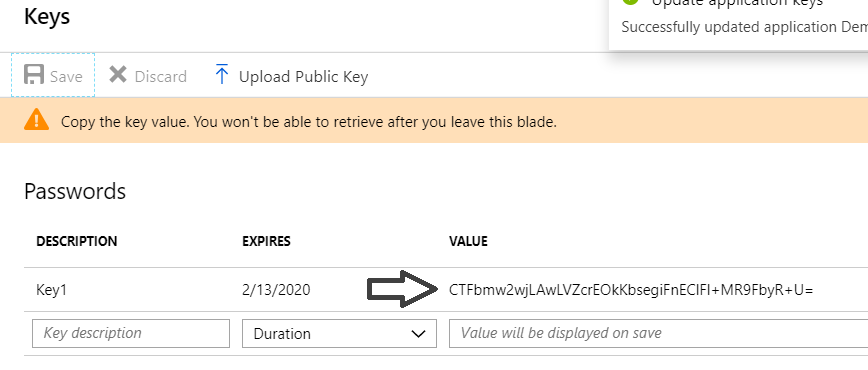 Keys
Update application keys
Successfully updated application Dem
Save
Discard
Upload Public Key
Copy the key value. You won't be able to retrieve after you leave this blade.
Passwords
DESCRIPTION EXPIRES VALUE
Key1 2/13/2020 CTFbmw2wjLAwLVZcrEOkKbsegiFnECIFI+MR9FbyR+U=
Key description Duration Value will be displayed on save